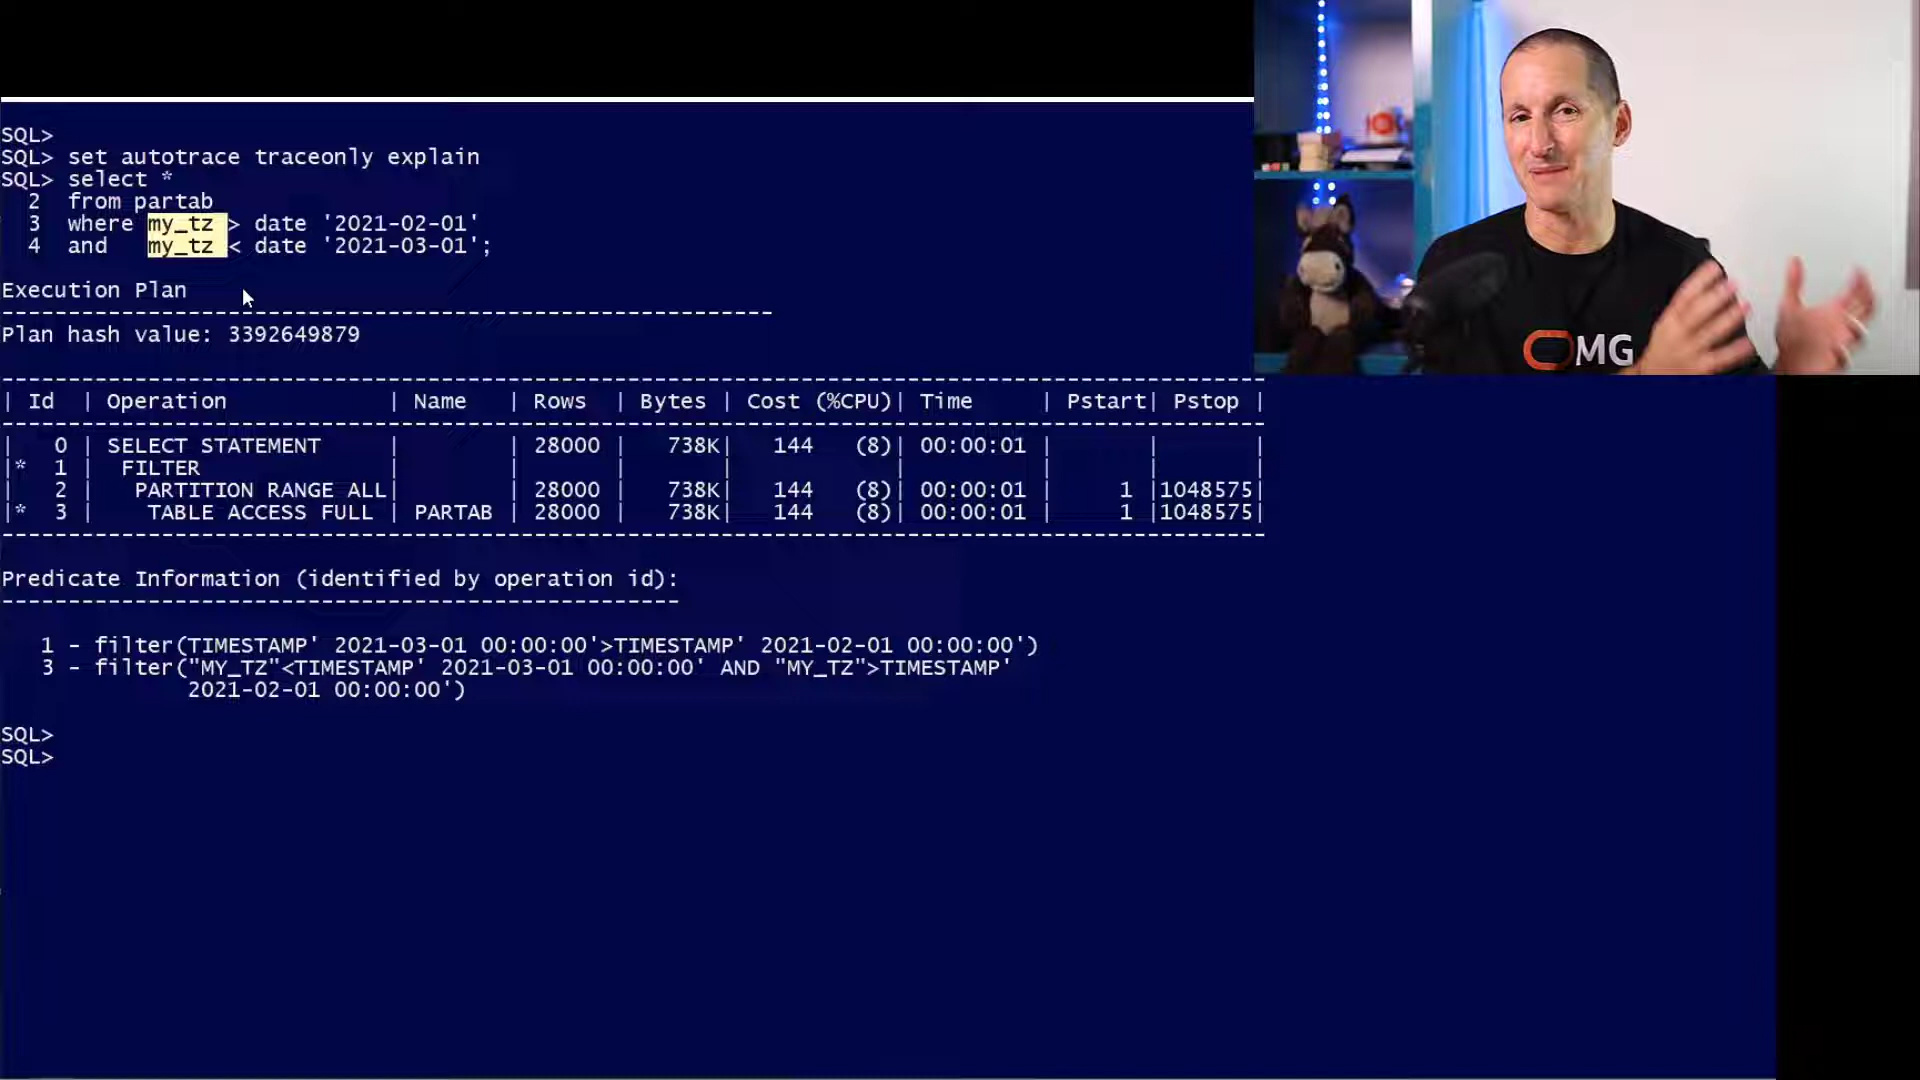 SQL>
SQL> set autotrace traceonly explain
SQL> select *
  2  from partab
  3  where my_tz > date '2021-02-01'
  4  and   my_tz < date '2021-03-01';

Execution Plan
----------------------------------------------------------
Plan hash value: 3392649879

-----------------------------------------------------------------------------------------------
| Id  | Operation            | Name   | Rows  | Bytes | Cost (%CPU)| Time     | Pstart| Pstop |
-----------------------------------------------------------------------------------------------
|   0 | SELECT STATEMENT     |        | 28000 |   738K|   144   (8)| 00:00:01 |       |       |
|*  1 |  FILTER              |        |       |       |            |          |       |       |
|   2 |   PARTITION RANGE ALL|        | 28000 |   738K|   144   (8)| 00:00:01 |     1 |1048575|
|*  3 |    TABLE ACCESS FULL | PARTAB | 28000 |   738K|   144   (8)| 00:00:01 |     1 |1048575|
-----------------------------------------------------------------------------------------------

Predicate Information (identified by operation id):
---------------------------------------------------

   1 - filter(TIMESTAMP' 2021-03-01 00:00:00'>TIMESTAMP' 2021-02-01 00:00:00')
   3 - filter("MY_TZ"<TIMESTAMP' 2021-03-01 00:00:00' AND "MY_TZ">TIMESTAMP'
              2021-02-01 00:00:00')

SQL>
SQL>
OMG